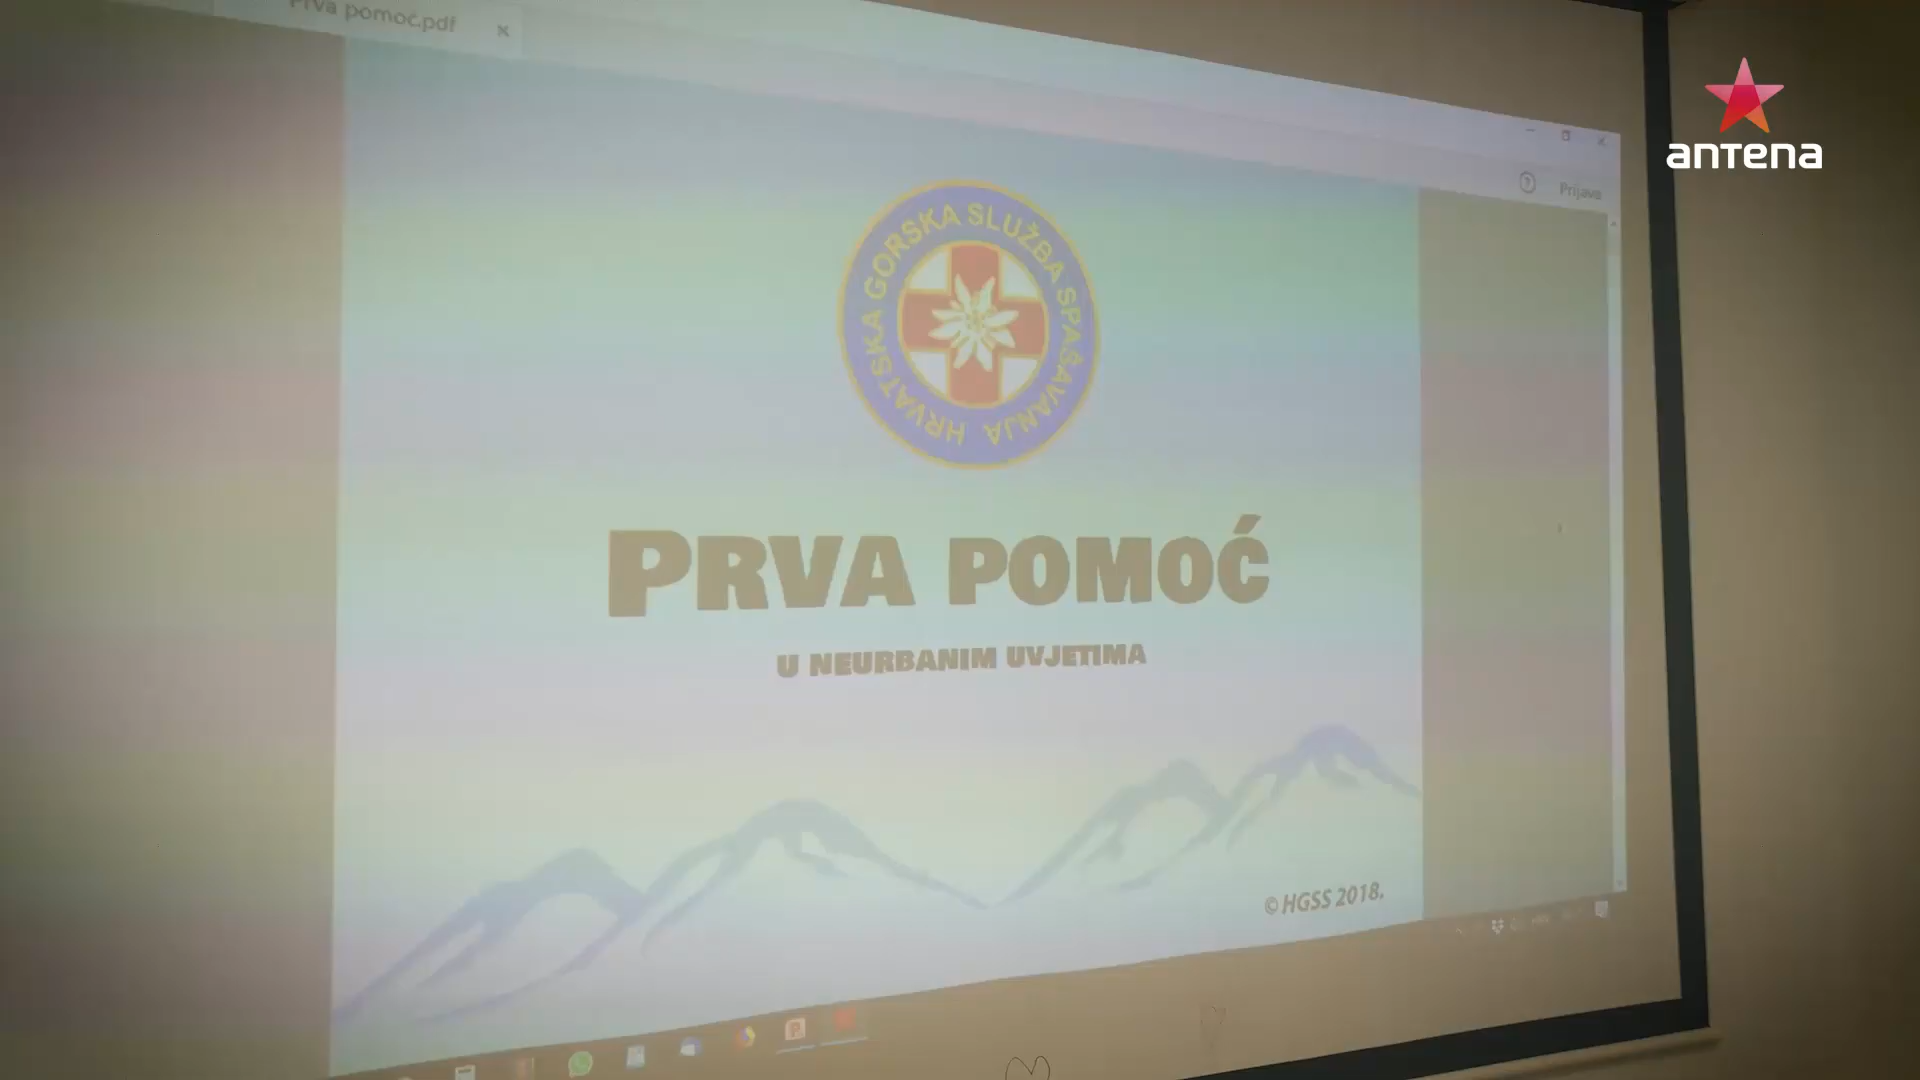 Prva pomoć.pdf
antena
Prijava
HRVATSKA GORSKA SLUŽBA SPAŠAVANJA
PRVA POMOĆ
U NEURBANIM UVJETIMA
© HGSS 2018.